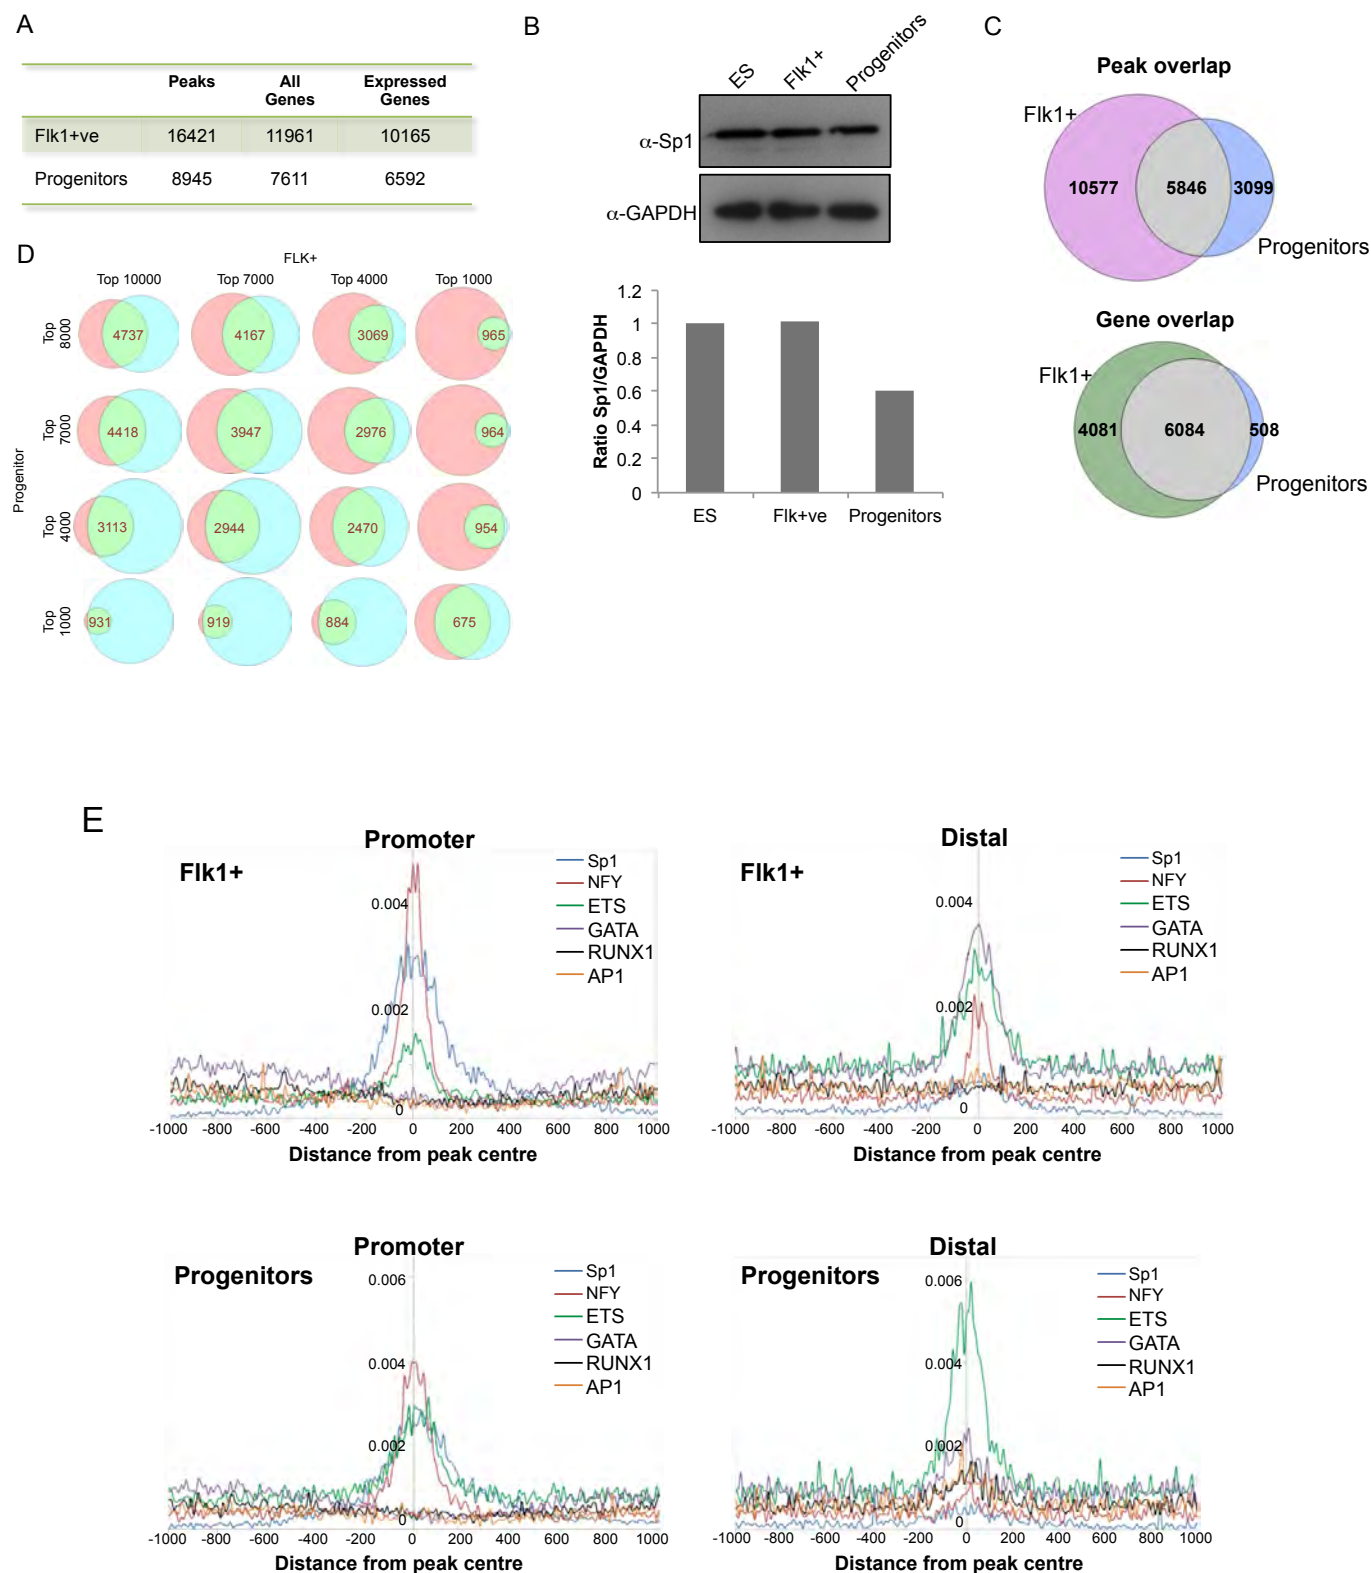 A
Peaks All Genes Expressed Genes
Flk1+ve 16421 11961 10165
Progenitors 8945 7611 6592
B
ES Flk1+ Progenitors
α-Sp1
α-GAPDH
1.2
1
0.8
0.6
0.4
0.2
0
Ratio Sp1/GAPDH
ES Flk+ve Progenitors
C
Peak overlap
Flk1+
10577 5846 3099
Progenitors
Gene overlap
Flk1+
4081 6084 508
Progenitors
D
FLK+
Top 10000 Top 7000 Top 4000 Top 1000
Progenitor
Top 8000 4737 4167 3069 965
Top 7000 4418 3947 2976 964
Top 4000 3113 2944 2470 954
Top 1000 931 919 884 675
E
Promoter
Flk1+
Sp1
NFY
ETS
GATA
RUNX1
AP1
0.004
0.002
0
-1000 -800 -600 -400 -200 0 200 400 600 800 1000
Distance from peak centre
Distal
Flk1+
Sp1
NFY
ETS
GATA
RUNX1
AP1
0.004
0.002
0
-1000 -800 -600 -400 -200 0 200 400 600 800 1000
Distance from peak centre
Promoter
Progenitors
Sp1
NFY
ETS
GATA
RUNX1
AP1
0.006
0.004
0.002
0
-1000 -800 -600 -400 -200 0 200 400 600 800 1000
Distance from peak centre
Distal
Progenitors
Sp1
NFY
ETS
GATA
RUNX1
AP1
0.006
0.004
0.002
0
-1000 -800 -600 -400 -200 0 200 400 600 800 1000
Distance from peak centre